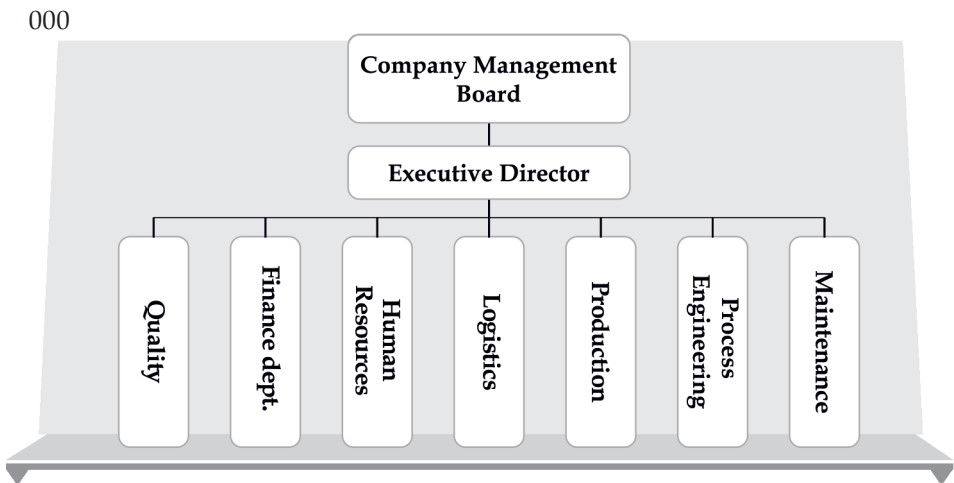 000
Company Management
Board
Executive Director
Quality
Finance dept.
Human
Resources
Logistics
Production
Process
Engineering
Maintenance